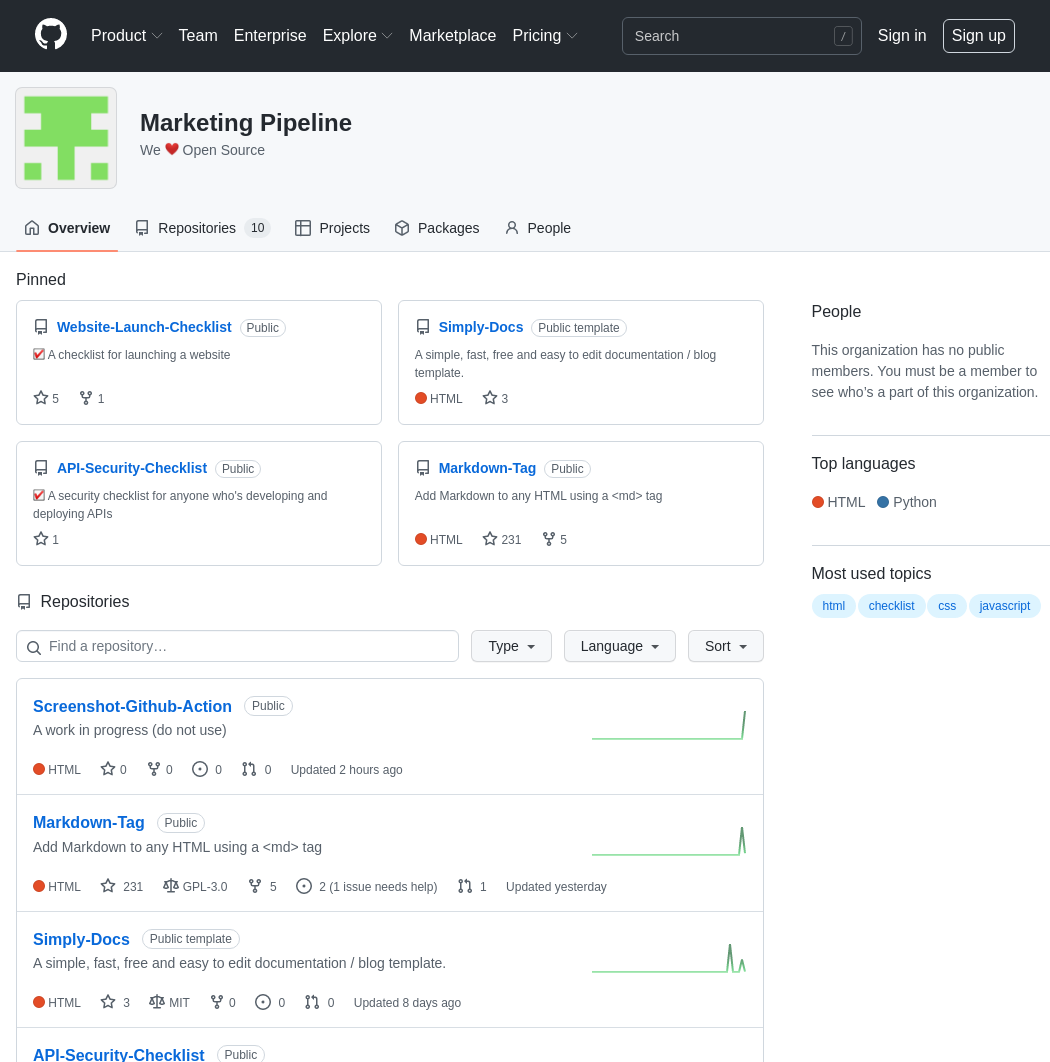 Product Team Enterprise Explore Marketplace Pricing Search / Sign in Sign up
Marketing Pipeline
We ❤️ Open Source
Overview Repositories 10 Projects Packages People
Pinned
Website-Launch-Checklist Public
☑️ A checklist for launching a website
5 1
Simply-Docs Public template
A simple, fast, free and easy to edit documentation / blog
template.
HTML 3
API-Security-Checklist Public
☑️ A security checklist for anyone who's developing and
deploying APIs
1
Markdown-Tag Public
Add Markdown to any HTML using a <md> tag
HTML 231 5
People
This organization has no public
members. You must be a member to
see who's a part of this organization.
Top languages
HTML Python
Most used topics
html checklist css javascript
Repositories
Find a repository… Type Language Sort
Screenshot-Github-Action Public
A work in progress (do not use)
HTML 0 0 0 0 Updated 2 hours ago
Markdown-Tag Public
Add Markdown to any HTML using a <md> tag
HTML 231 GPL-3.0 5 2 (1 issue needs help) 1 Updated yesterday
Simply-Docs Public template
A simple, fast, free and easy to edit documentation / blog template.
HTML 3 MIT 0 0 0 Updated 8 days ago
API-Security-Checklist Public